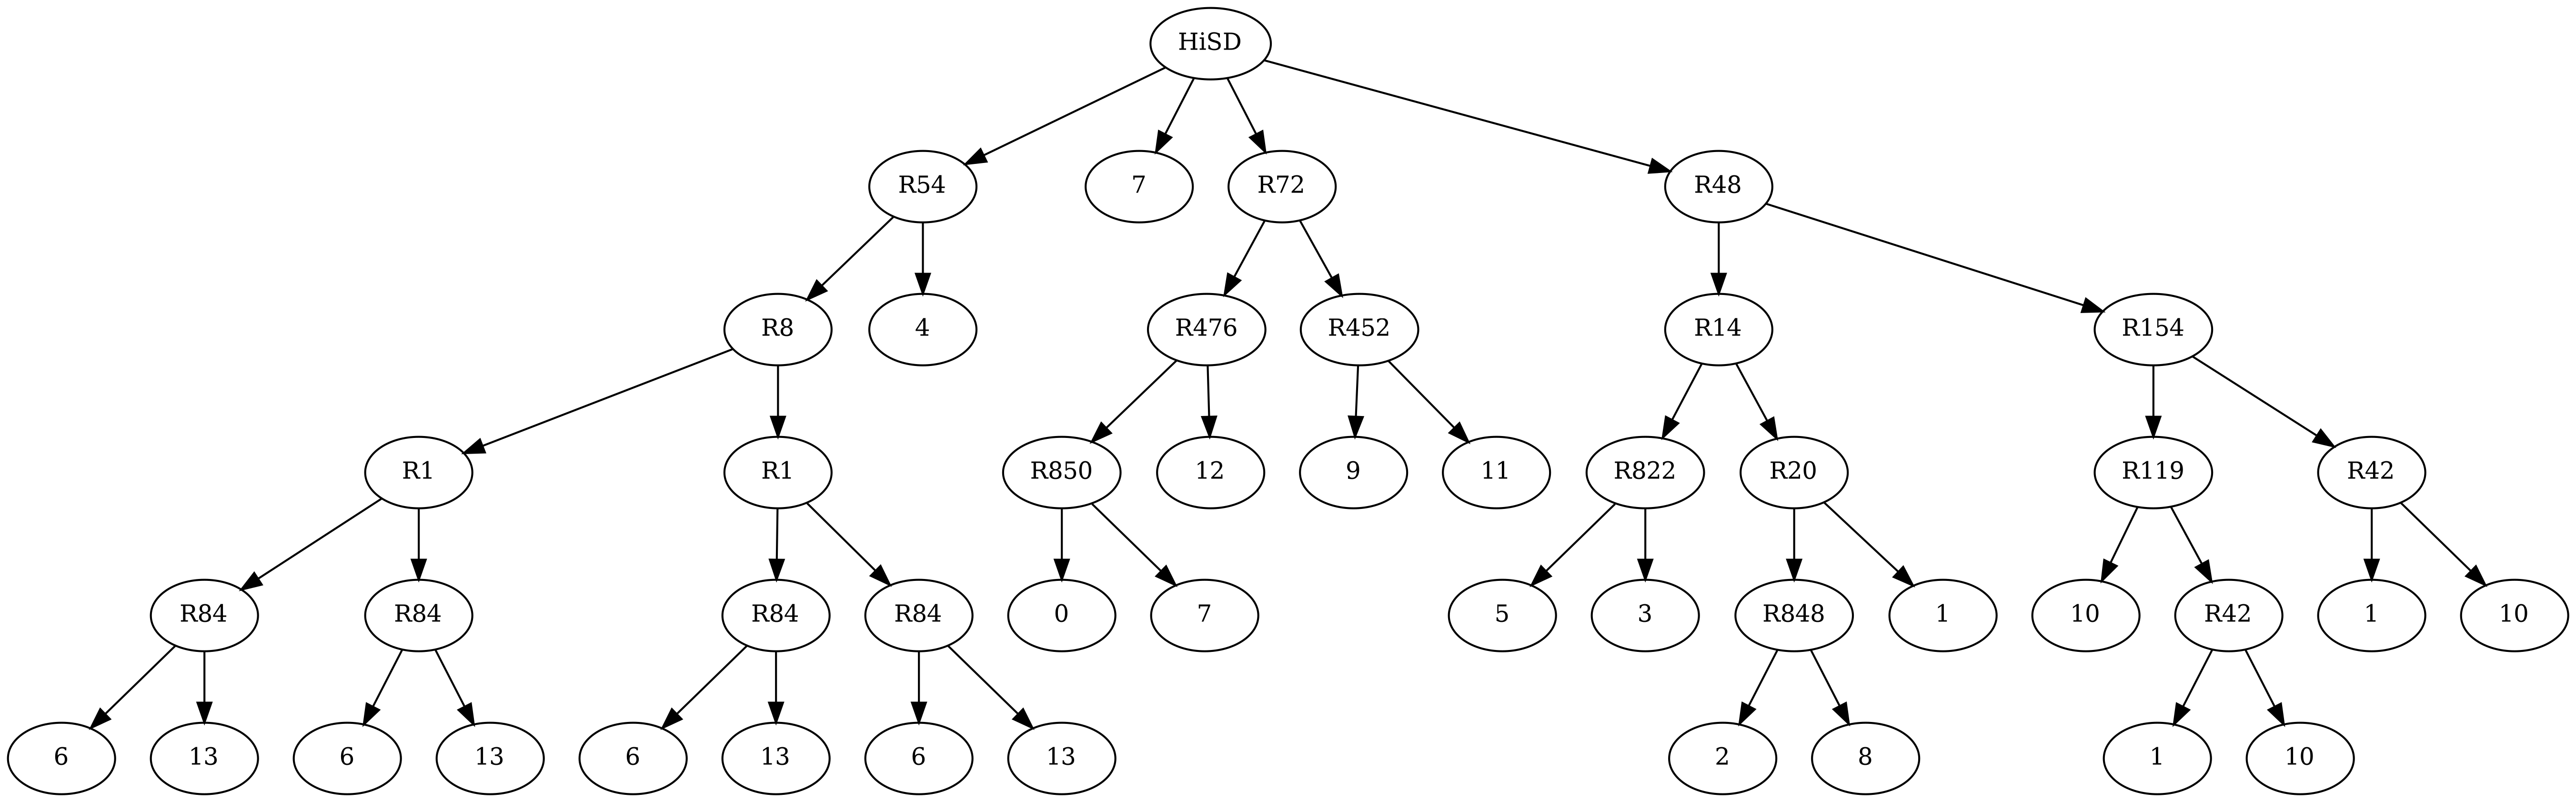 HiSD
R54 7 R72 R48
R8 4 R476 R452 R14 R154
R1 R1 R850 12 9 11 R822 R20 R119 R42
R84 R84 R84 R84 0 7 5 3 R848 1 10 R42 1 10
6 13 6 13 6 13 6 13 2 8 1 10